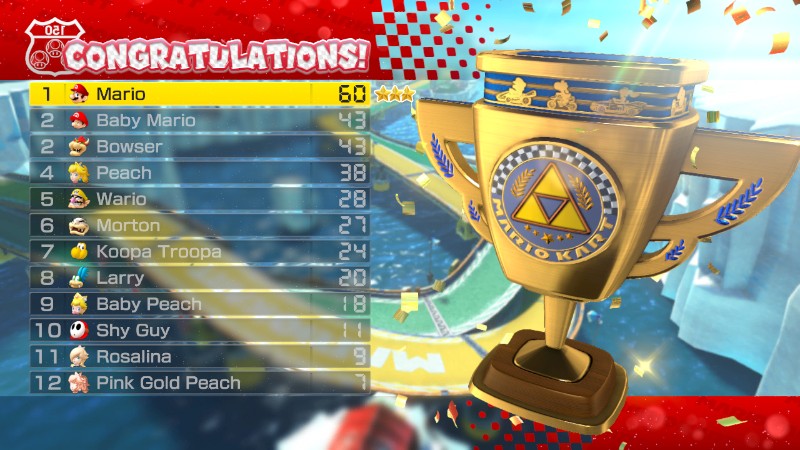 150
CONGRATULATIONS!
1 Mario 60
2 Baby Mario 43
2 Bowser 43
4 Peach 38
5 Wario 28
6 Morton 27
7 Koopa Troopa 24
8 Larry 20
9 Baby Peach 18
10 Shy Guy 11
11 Rosalina 9
12 Pink Gold Peach 7
MARIO KART